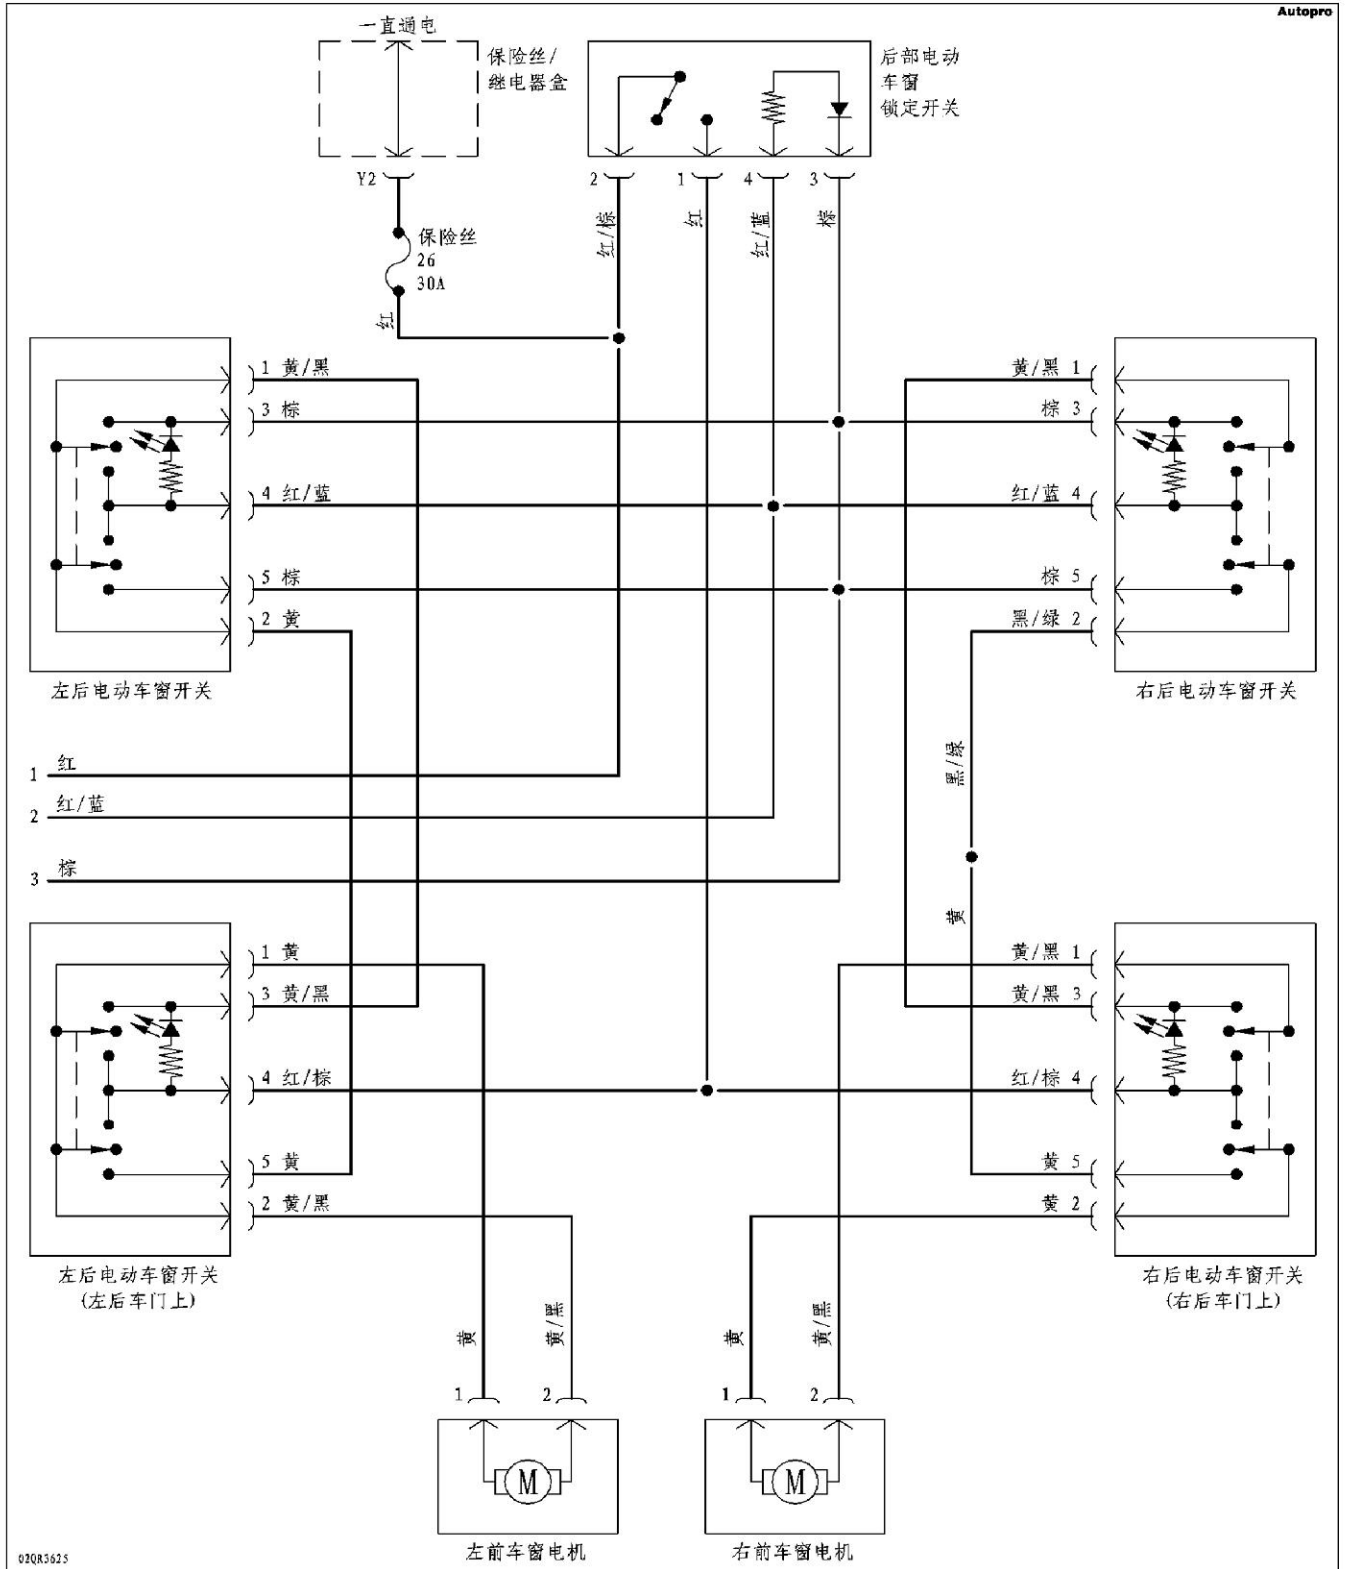 Autopro
一直通电
保险丝/
继电器盒
后部电动
车窗
锁定开关
Y2
2
1
4
3
红/棕
红
红/蓝
棕
保险丝
26
30A
红
1 黄/黑
3 棕
4 红/蓝
5 棕
2 黄
黄/黑 1
棕 3
红/蓝 4
棕 5
黑/绿 2
左后电动车窗开关
右后电动车窗开关
1 红
2 红/蓝
3 棕
黑/绿
黄
1 黄
3 黄/黑
4 红/棕
5 黄
2 黄/黑
黄/黑 1
黄/黑 3
红/棕 4
黄 5
黄 2
左后电动车窗开关
(左后车门上)
右后电动车窗开关
(右后车门上)
黄
黄/黑
黄
黄/黑
1
2
1
2
M
M
左前车窗电机
右前车窗电机
02QR3625